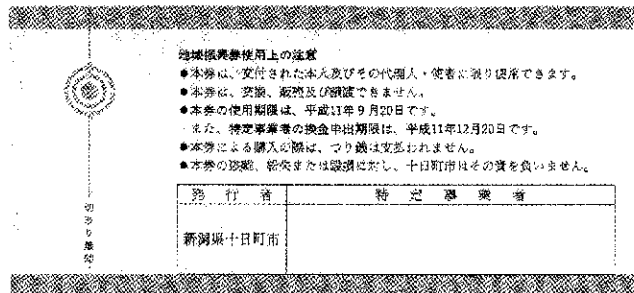 地域振興券使用上の注意
●本券は、交付された本人及びその代理人・使者に限り使用できます。
●本券は、交換、販売及び譲渡できません。
●本券の使用期限は、平成11年9月20日です。
また、特定事業者の換金申出期限は、平成11年12月20日です。
●本券による購入の際は、つり銭は支払われません。
●本券の盗難、紛失または毀損に対し、十日町市はその責を負いません。
発行者 特定事業者
新潟県十日町市
切取り無効